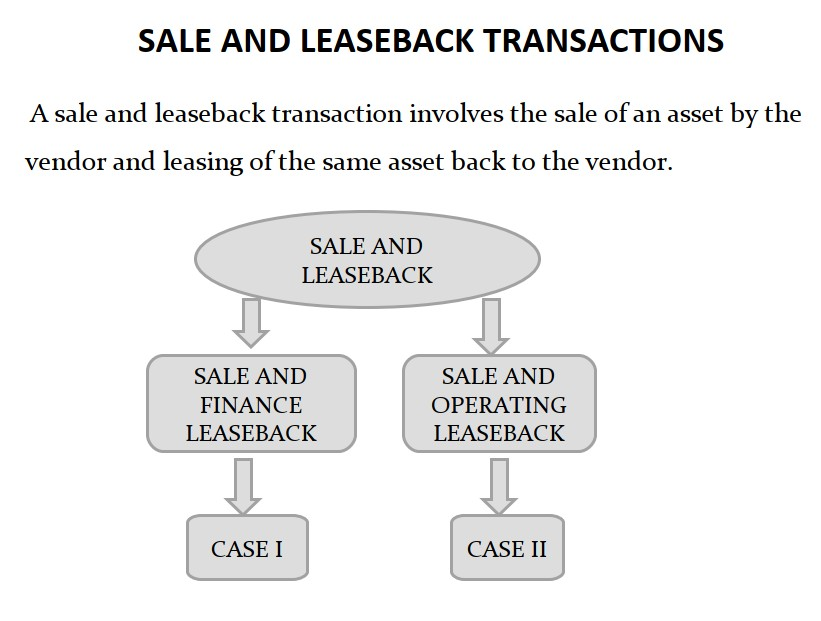 SALE AND LEASEBACK TRANSACTIONS
A sale and leaseback transaction involves the sale of an asset by the
vendor and leasing of the same asset back to the vendor.
SALE AND
LEASEBACK
SALE AND
FINANCE
LEASEBACK
SALE AND
OPERATING
LEASEBACK
CASE I
CASE II